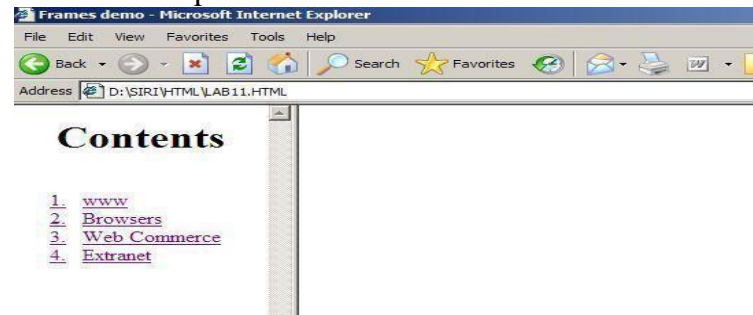 Frames demo - Microsoft Internet Explorer
File Edit View Favorites Tools Help
Back Search Favorites
Address D:\SIRI\HTML\LAB11.HTML
Contents
1. www
2. Browsers
3. Web Commerce
4. Extranet